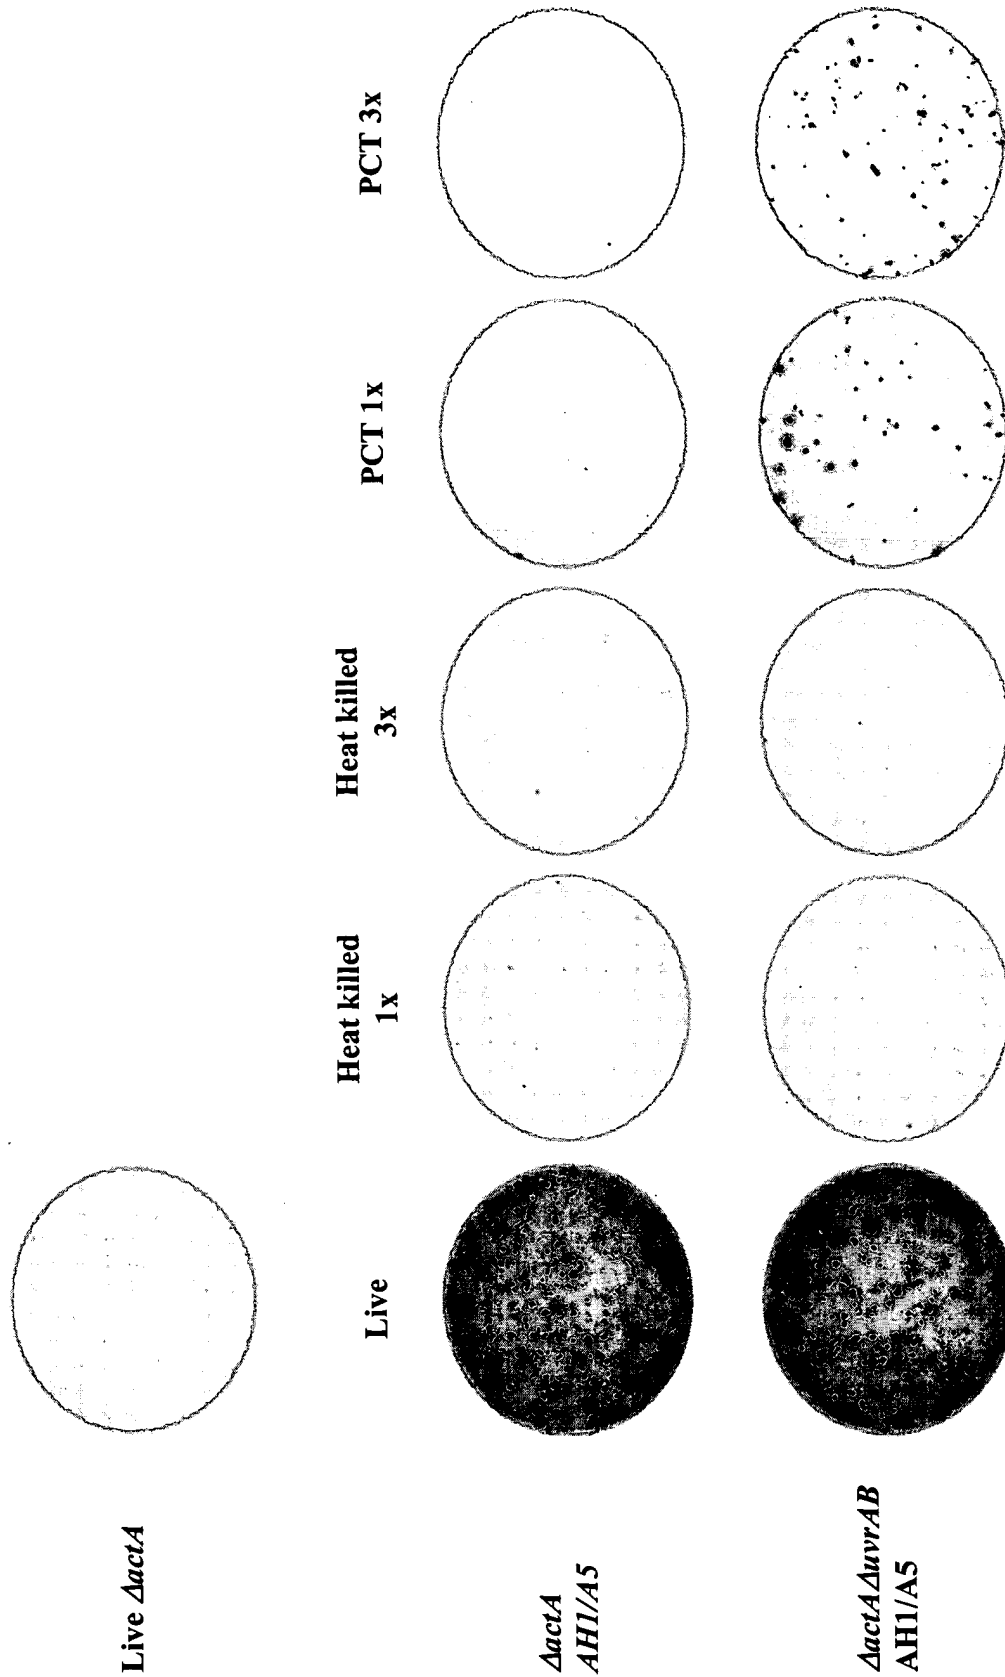 Live ΔactA
Live
Heat killed
1x
Heat killed
3x
PCT 1x
PCT 3x
ΔactA
AH1/A5
ΔactAΔuvrAB
AH1/A5